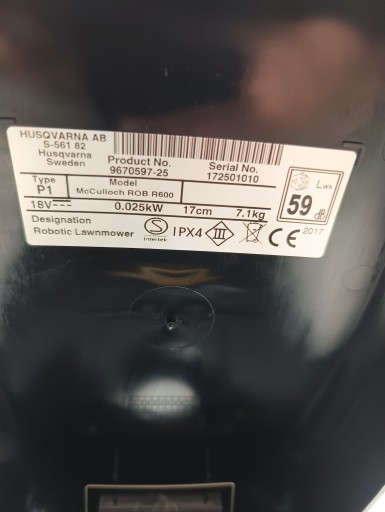 HUSQVARNA AB
S-561 82
Huskvarna
Sweden
Product No.
9670597-25
Serial No.
172501010
Type
P1
Model
McCulloch ROB R600
18V
0.025kW
17cm
7.1kg
Designation
Robotic Lawnmower
S
Intertek
IPX4
III
CE
2017
LWA
59
dB